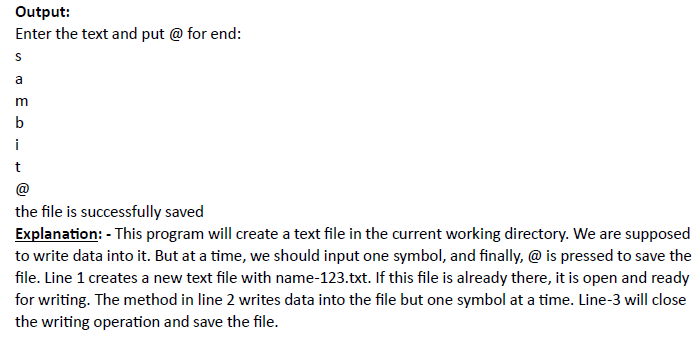 Output:
Enter the text and put @ for end:
s
a
m
b
i
t
@
the file is successfully saved
Explanation: - This program will create a text file in the current working directory. We are supposed
to write data into it. But at a time, we should input one symbol, and finally, @ is pressed to save the
file. Line 1 creates a new text file with name-123.txt. If this file is already there, it is open and ready
for writing. The method in line 2 writes data into the file but one symbol at a time. Line-3 will close
the writing operation and save the file.